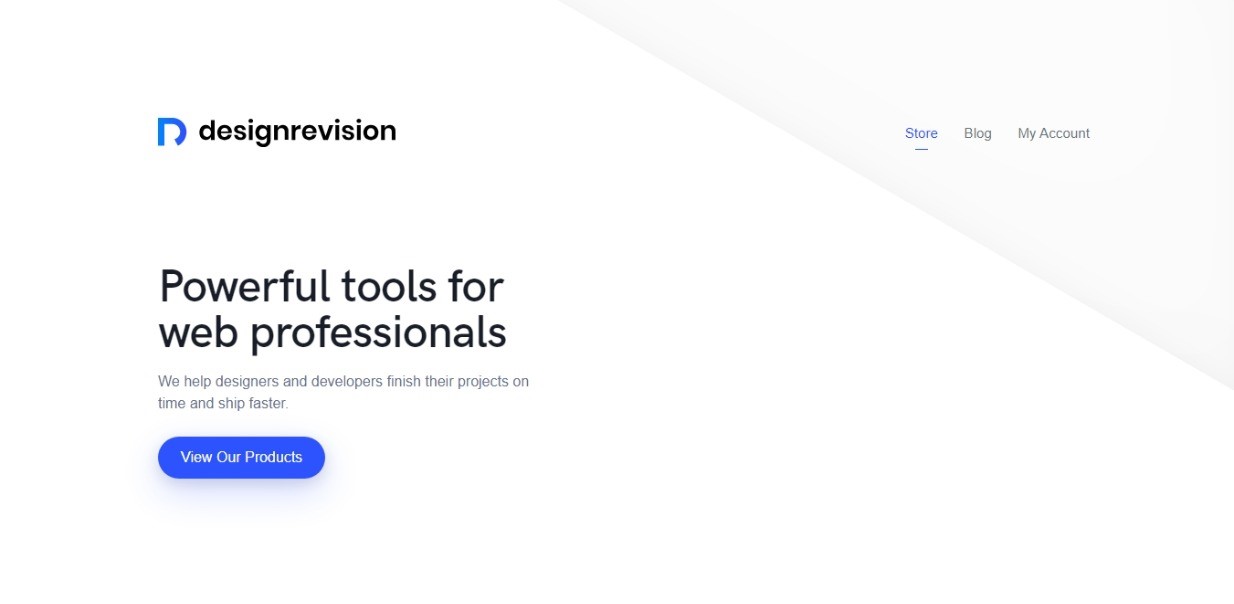 designrevision
Store Blog My Account
Powerful tools for
web professionals
We help designers and developers finish their projects on
time and ship faster.
View Our Products